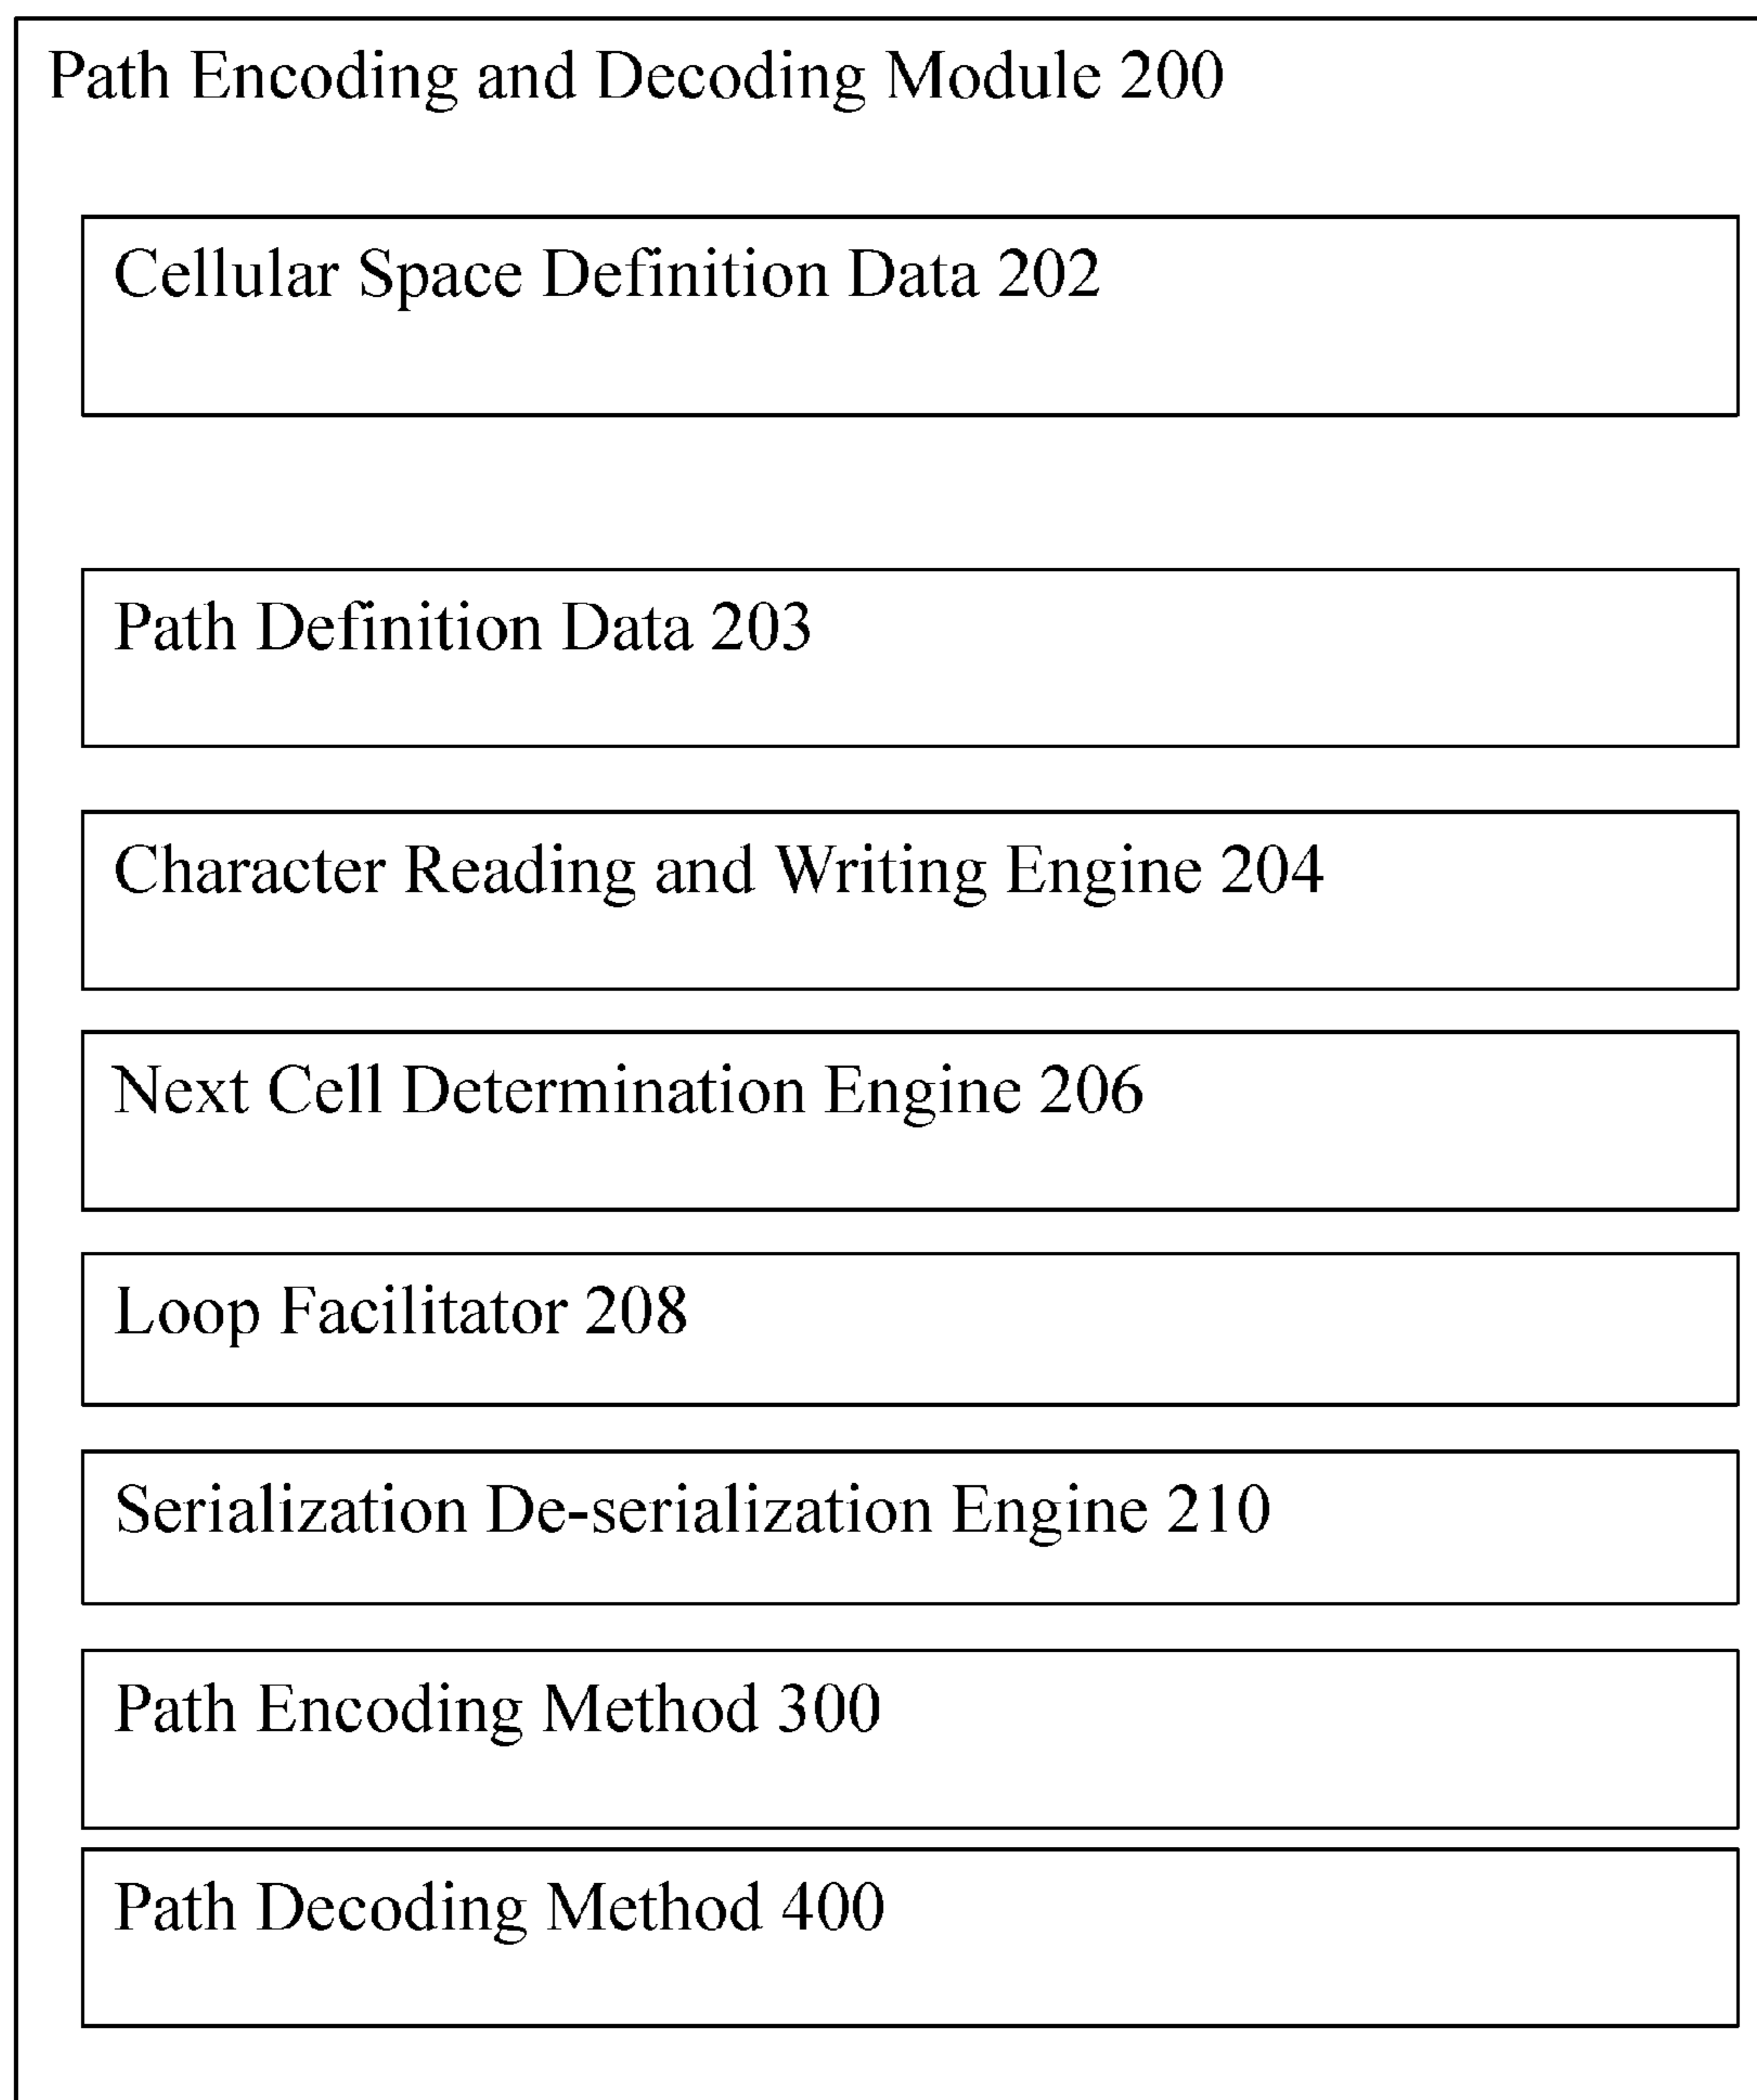 Path Encoding and Decoding Module 200
Cellular Space Definition Data 202
Path Definition Data 203
Character Reading and Writing Engine 204
Next Cell Determination Engine 206
Loop Facilitator 208
Serialization De-serialization Engine 210
Path Encoding Method 300
Path Decoding Method 400